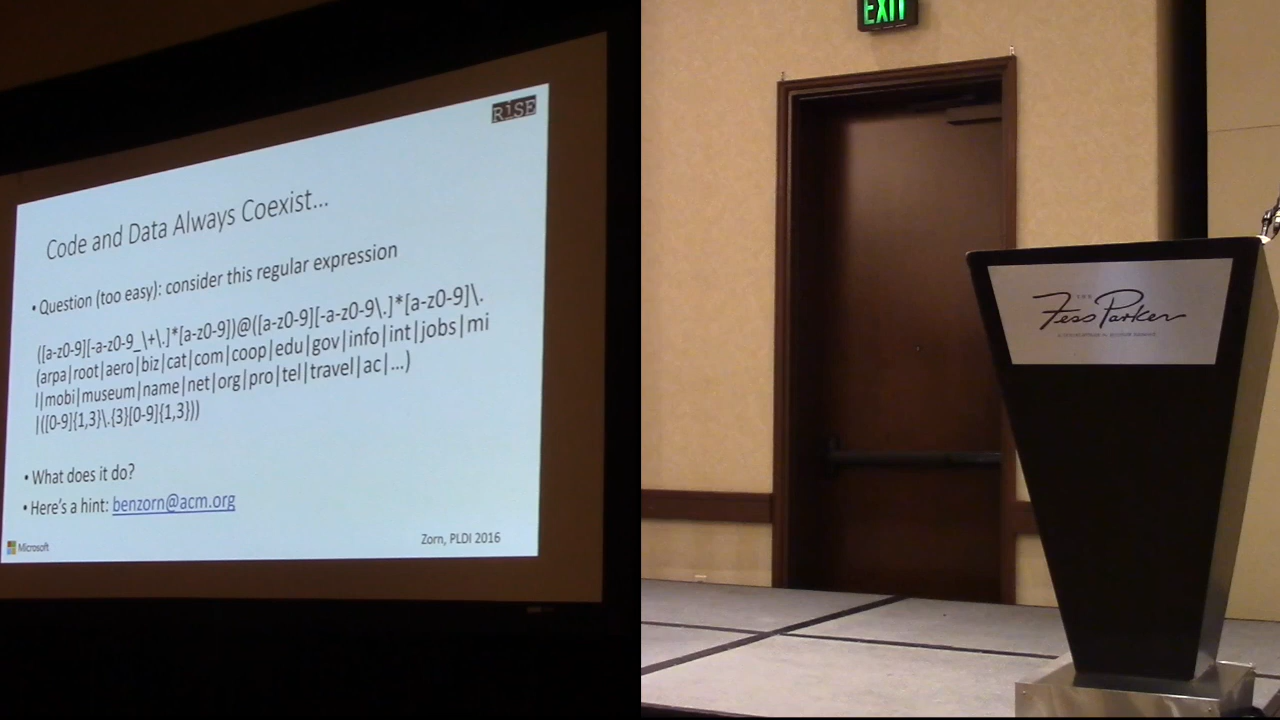 RiSE
Code and Data Always Coexist...
• Question (too easy): consider this regular expression
([a-z0-9][-a-z0-9_\+\.]*[a-z0-9])@([a-z0-9][-a-z0-9\.]*[a-z0-9]\.
(arpa|root|aero|biz|cat|com|coop|edu|gov|info|int|jobs|mi
l|mobi|museum|name|net|org|pro|tel|travel|ac|...)
|([0-9]{1,3}\.{3}[0-9]{1,3}))
• What does it do?
• Here's a hint: benzorn@acm.org
Microsoft
Zorn, PLDI 2016
EXIT
THE
Fess Parker